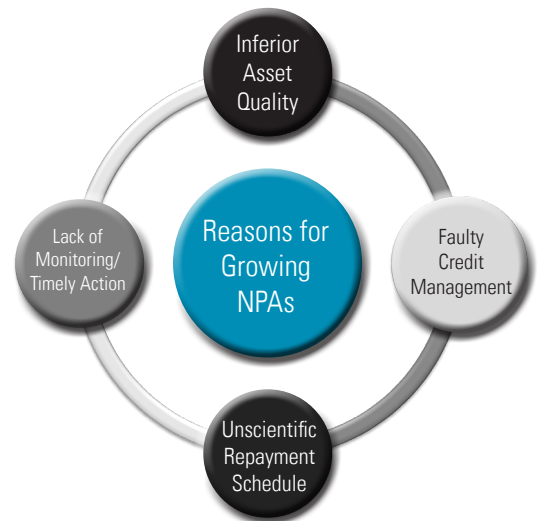 Inferior
Asset
Quality
Lack of
Monitoring/
Timely Action
Reasons for
Growing
NPAs
Faulty
Credit
Management
Unscientific
Repayment
Schedule